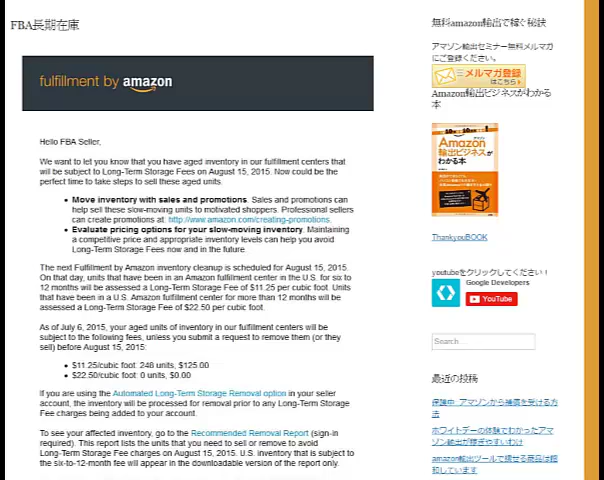 FBA長期在庫
fulfillment by amazon
Hello FBA Seller,
We want to let you know that you have aged inventory in our fulfillment centers that
will be subject to Long-Term Storage Fees on August 15, 2015. Now could be the
perfect time to take steps to sell these aged units.
• Move inventory with sales and promotions. Sales and promotions can
help sell these slow-moving units to motivated shoppers. Professional sellers
can create promotions at: http://www.amazon.com/creating-promotions.
• Evaluate pricing options for your slow-moving inventory. Maintaining
a competitive price and appropriate inventory levels can help you avoid
Long-Term Storage Fees now and in the future.
The next Fulfillment by Amazon inventory cleanup is scheduled for August 15, 2015.
On that day, units that have been in an Amazon fulfillment center in the U.S. for six to
12 months will be assessed a Long-Term Storage Fee of $11.25 per cubic foot. Units
that have been in a U.S. Amazon fulfillment center for more than 12 months will be
assessed a Long-Term Storage Fee of $22.50 per cubic foot.
As of July 6, 2015, your aged units of inventory in our fulfillment centers will be
subject to the following fees, unless you submit a request to remove them (or they
sell) before August 15, 2015:
• $11.25/cubic foot: 248 units, $125.00
• $22.50/cubic foot: 0 units, $0.00
If you are using the Automated Long-Term Storage Removal option in your seller
account, the inventory will be processed for removal prior to any Long-Term Storage
Fee charges being added to your account.
To see your affected inventory, go to the Recommended Removal Report (sign-in
required). This report lists the units that you need to sell or remove to avoid
Long-Term Storage Fee charges on August 15, 2015. U.S. inventory that is subject to
the six-to-12-month fee will appear in the downloadable version of the report only.
無料amazon輸出で稼ぐ秘訣
アマゾン輸出セミナー無料メルマガ
にご登録ください。
メルマガ登録
はこちら
Amazon輸出ビジネスがわかる
本
Amazon
輸出ビジネスが
わかる本
ThankyouBOOK
youtubeをクリックしてください！
Google Developers
YouTube
Search …
最近の投稿
保護中: アマゾンから補償を受ける方
法
ホワイトデーの体験でわかったアマ
ゾン輸出が稼ぎやすいわけ
amazon輸出ツールで探せる商品は飽
和しています